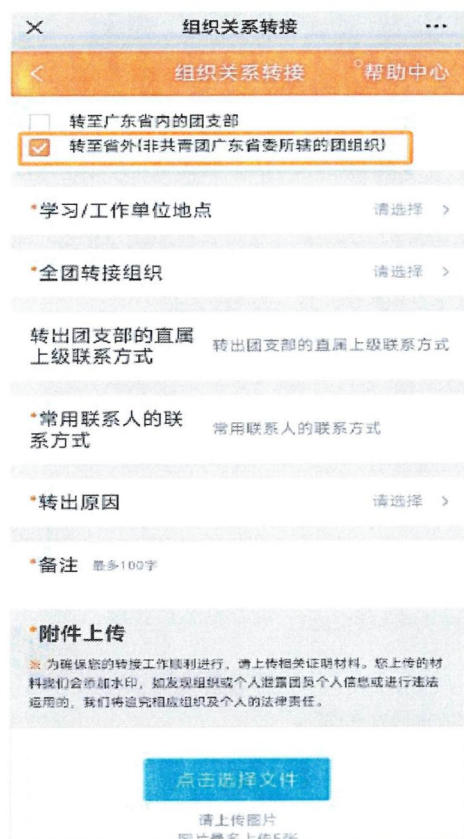 组织关系转接
组织关系转接
帮助中心
转至广东省内的团支部
转至省外(非共青团广东省委所辖的团组织)
*学习/工作单位地点 请选择 >
*全团转接组织 请选择 >
转出团支部的直属
上级联系方式
转出团支部的直属上级联系方式
*常用联系人的联
系方式
常用联系人的联系方式
*转出原因 请选择 >
*备注 最多100字
*附件上传
※ 为确保您的转接工作顺利进行，请上传相关证明材料。您上传的材
料我们会添加水印，如发现组织或个人泄露团员个人信息或进行违法
运用的，我们将追究相应组织及个人的法律责任。
点击选择文件
请上传图片
图片最多上传5张